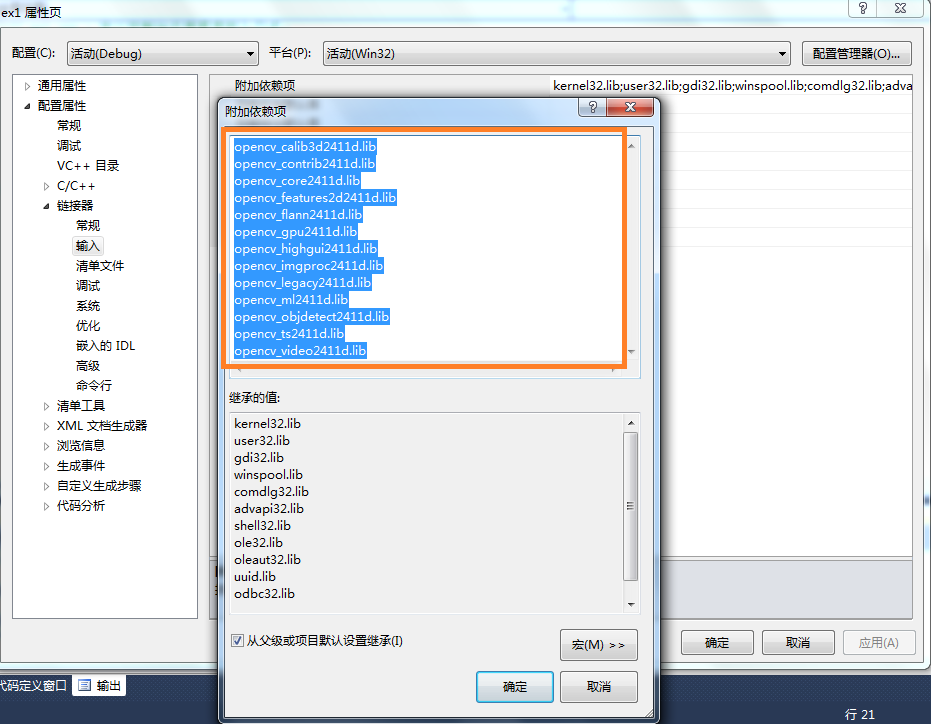 ex1 属性页
配置(C): 活动(Debug) 平台(P): 活动(Win32) 配置管理器(O)...
通用属性
配置属性
常规
调试
VC++ 目录
C/C++
链接器
常规
输入
清单文件
调试
系统
优化
嵌入的 IDL
高级
命令行
清单工具
XML 文档生成器
浏览信息
生成事件
自定义生成步骤
代码分析
附加依赖项 kernel32.lib;user32.lib;gdi32.lib;winspool.lib;comdlg32.lib;adva
附加依赖项
opencv_calib3d2411d.lib
opencv_contrib2411d.lib
opencv_core2411d.lib
opencv_features2d2411d.lib
opencv_flann2411d.lib
opencv_gpu2411d.lib
opencv_highgui2411d.lib
opencv_imgproc2411d.lib
opencv_legacy2411d.lib
opencv_ml2411d.lib
opencv_objdetect2411d.lib
opencv_ts2411d.lib
opencv_video2411d.lib
继承的值:
kernel32.lib
user32.lib
gdi32.lib
winspool.lib
comdlg32.lib
advapi32.lib
shell32.lib
ole32.lib
oleaut32.lib
uuid.lib
odbc32.lib
从父级或项目默认设置继承(I)
宏(M) >>
确定 取消
确定 取消 应用(A)
代码定义窗口 输出
行 21